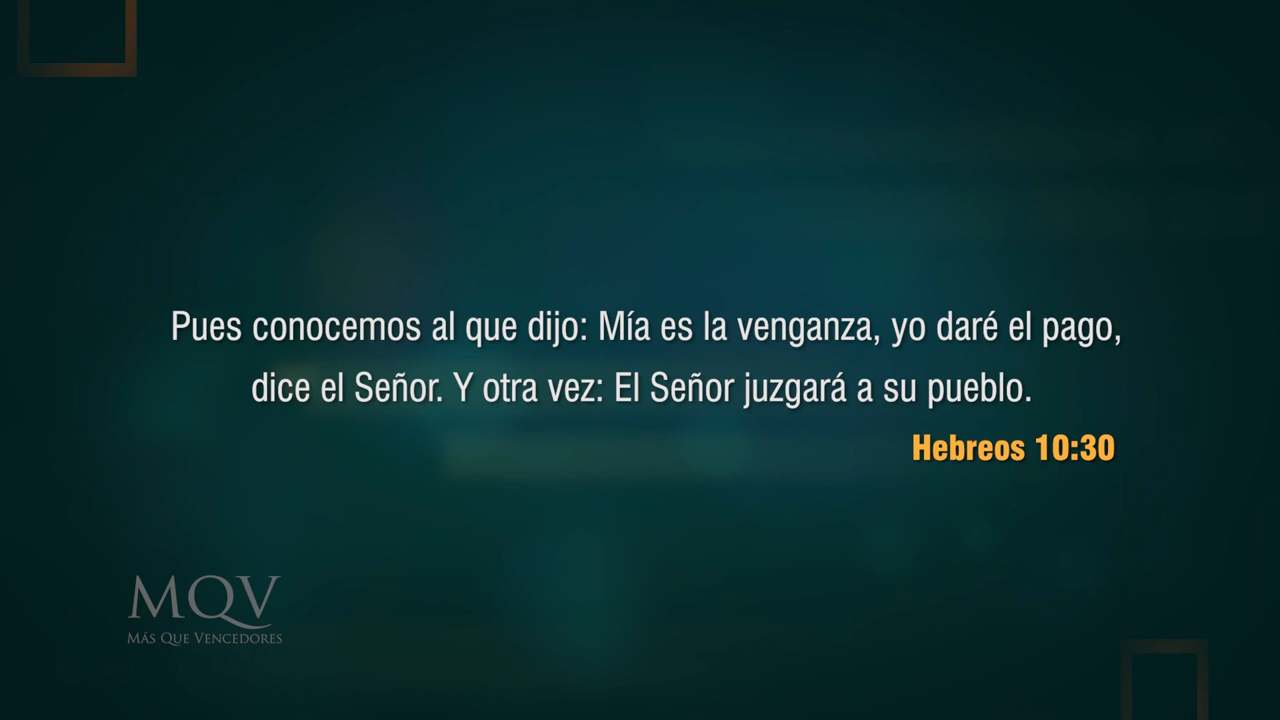 Pues conocemos al que dijo: Mía es la venganza, yo daré el pago,
dice el Señor. Y otra vez: El Señor juzgará a su pueblo.
Hebreos 10:30
MQV
MÁS QUE VENCEDORES